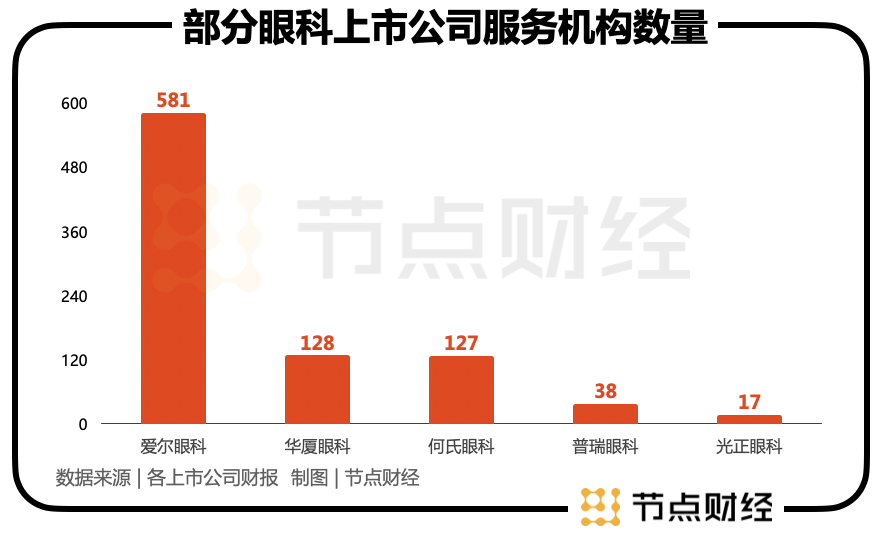 部分眼科上市公司服务机构数量
600
480
360
240
120
0
581
128
127
38
17
节点财经
爱尔眼科
华厦眼科
何氏眼科
普瑞眼科
光正眼科
数据来源 | 各上市公司财报 制图 | 节点财经
节点财经